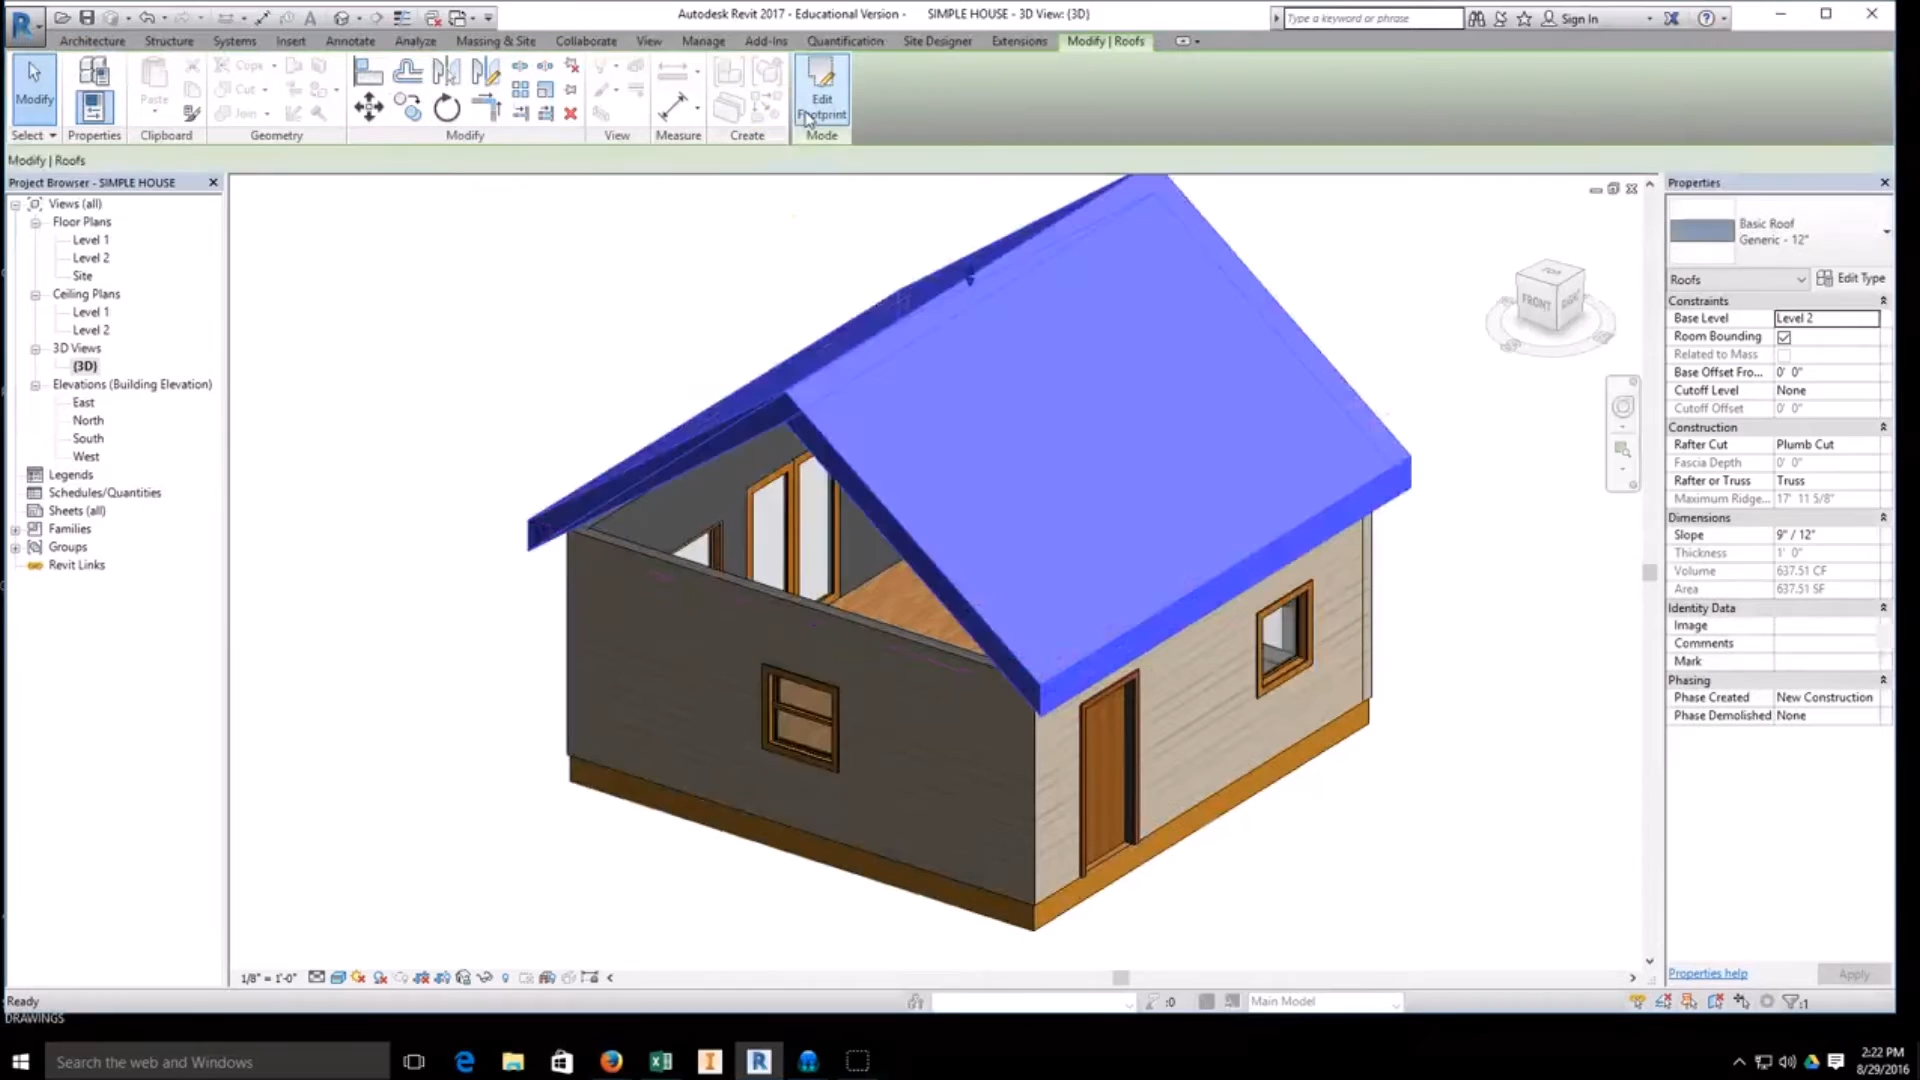 Autodesk Revit 2017 - Educational Version - SIMPLE HOUSE - 3D View: {3D}
Type a keyword or phrase
Sign In
Architecture Structure Systems Insert Annotate Analyze Massing & Site Collaborate View Manage Add-Ins Quantification Site Designer Extensions Modify | Roofs
Modify
Paste
Cope
Cut
Join
Edit
Footprint
Select Properties Clipboard Geometry Modify View Measure Create Mode
Modify | Roofs
Project Browser - SIMPLE HOUSE
Views (all)
Floor Plans
Level 1
Level 2
Site
Ceiling Plans
Level 1
Level 2
3D Views
{3D}
Elevations (Building Elevation)
East
North
South
West
Legends
Schedules/Quantities
Sheets (all)
Families
Groups
Revit Links
TOP
FRONT
RIGHT
Properties
Basic Roof
Generic - 12"
Roofs
Edit Type
Constraints
Base Level Level 2
Room Bounding
Related to Mass
Base Offset Fro... 0' 0"
Cutoff Level None
Cutoff Offset 0' 0"
Construction
Rafter Cut Plumb Cut
Fascia Depth 0' 0"
Rafter or Truss Truss
Maximum Ridge... 17' 11 5/8"
Dimensions
Slope 9" / 12"
Thickness 1' 0"
Volume 637.51 CF
Area 637.51 SF
Identity Data
Image
Comments
Mark
Phasing
Phase Created New Construction
Phase Demolished None
Properties help
Apply
1/8" = 1'-0"
Ready
:0
Main Model
:1
DRAWINGS
Search the web and Windows
2:22 PM
8/29/2016